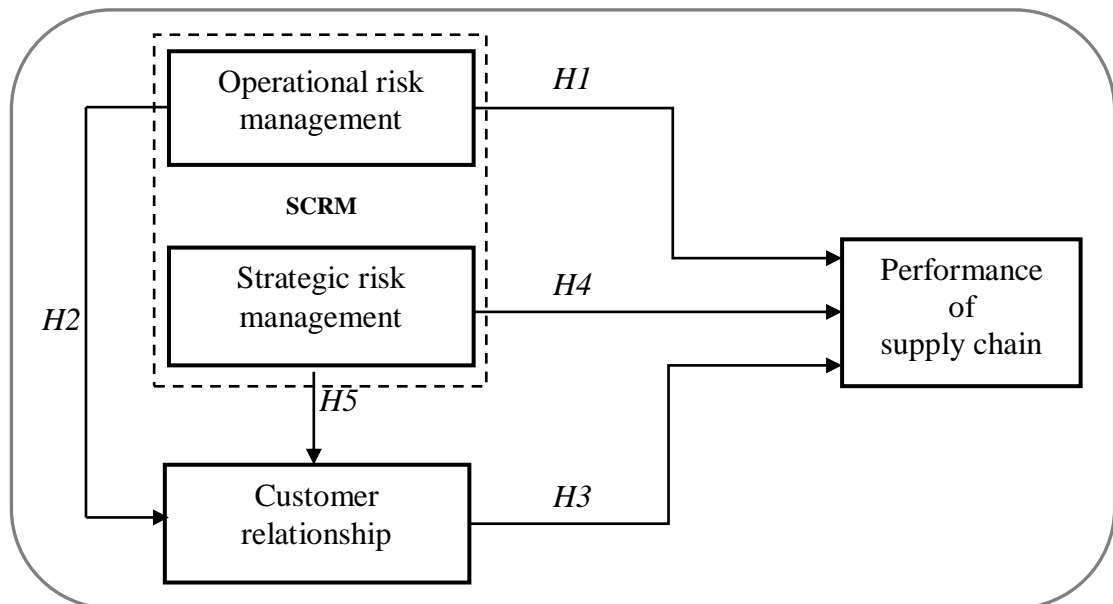 Operational risk
management
H1
SCRM
Strategic risk
management
H4
Performance
of
supply chain
H2
H5
Customer
relationship
H3